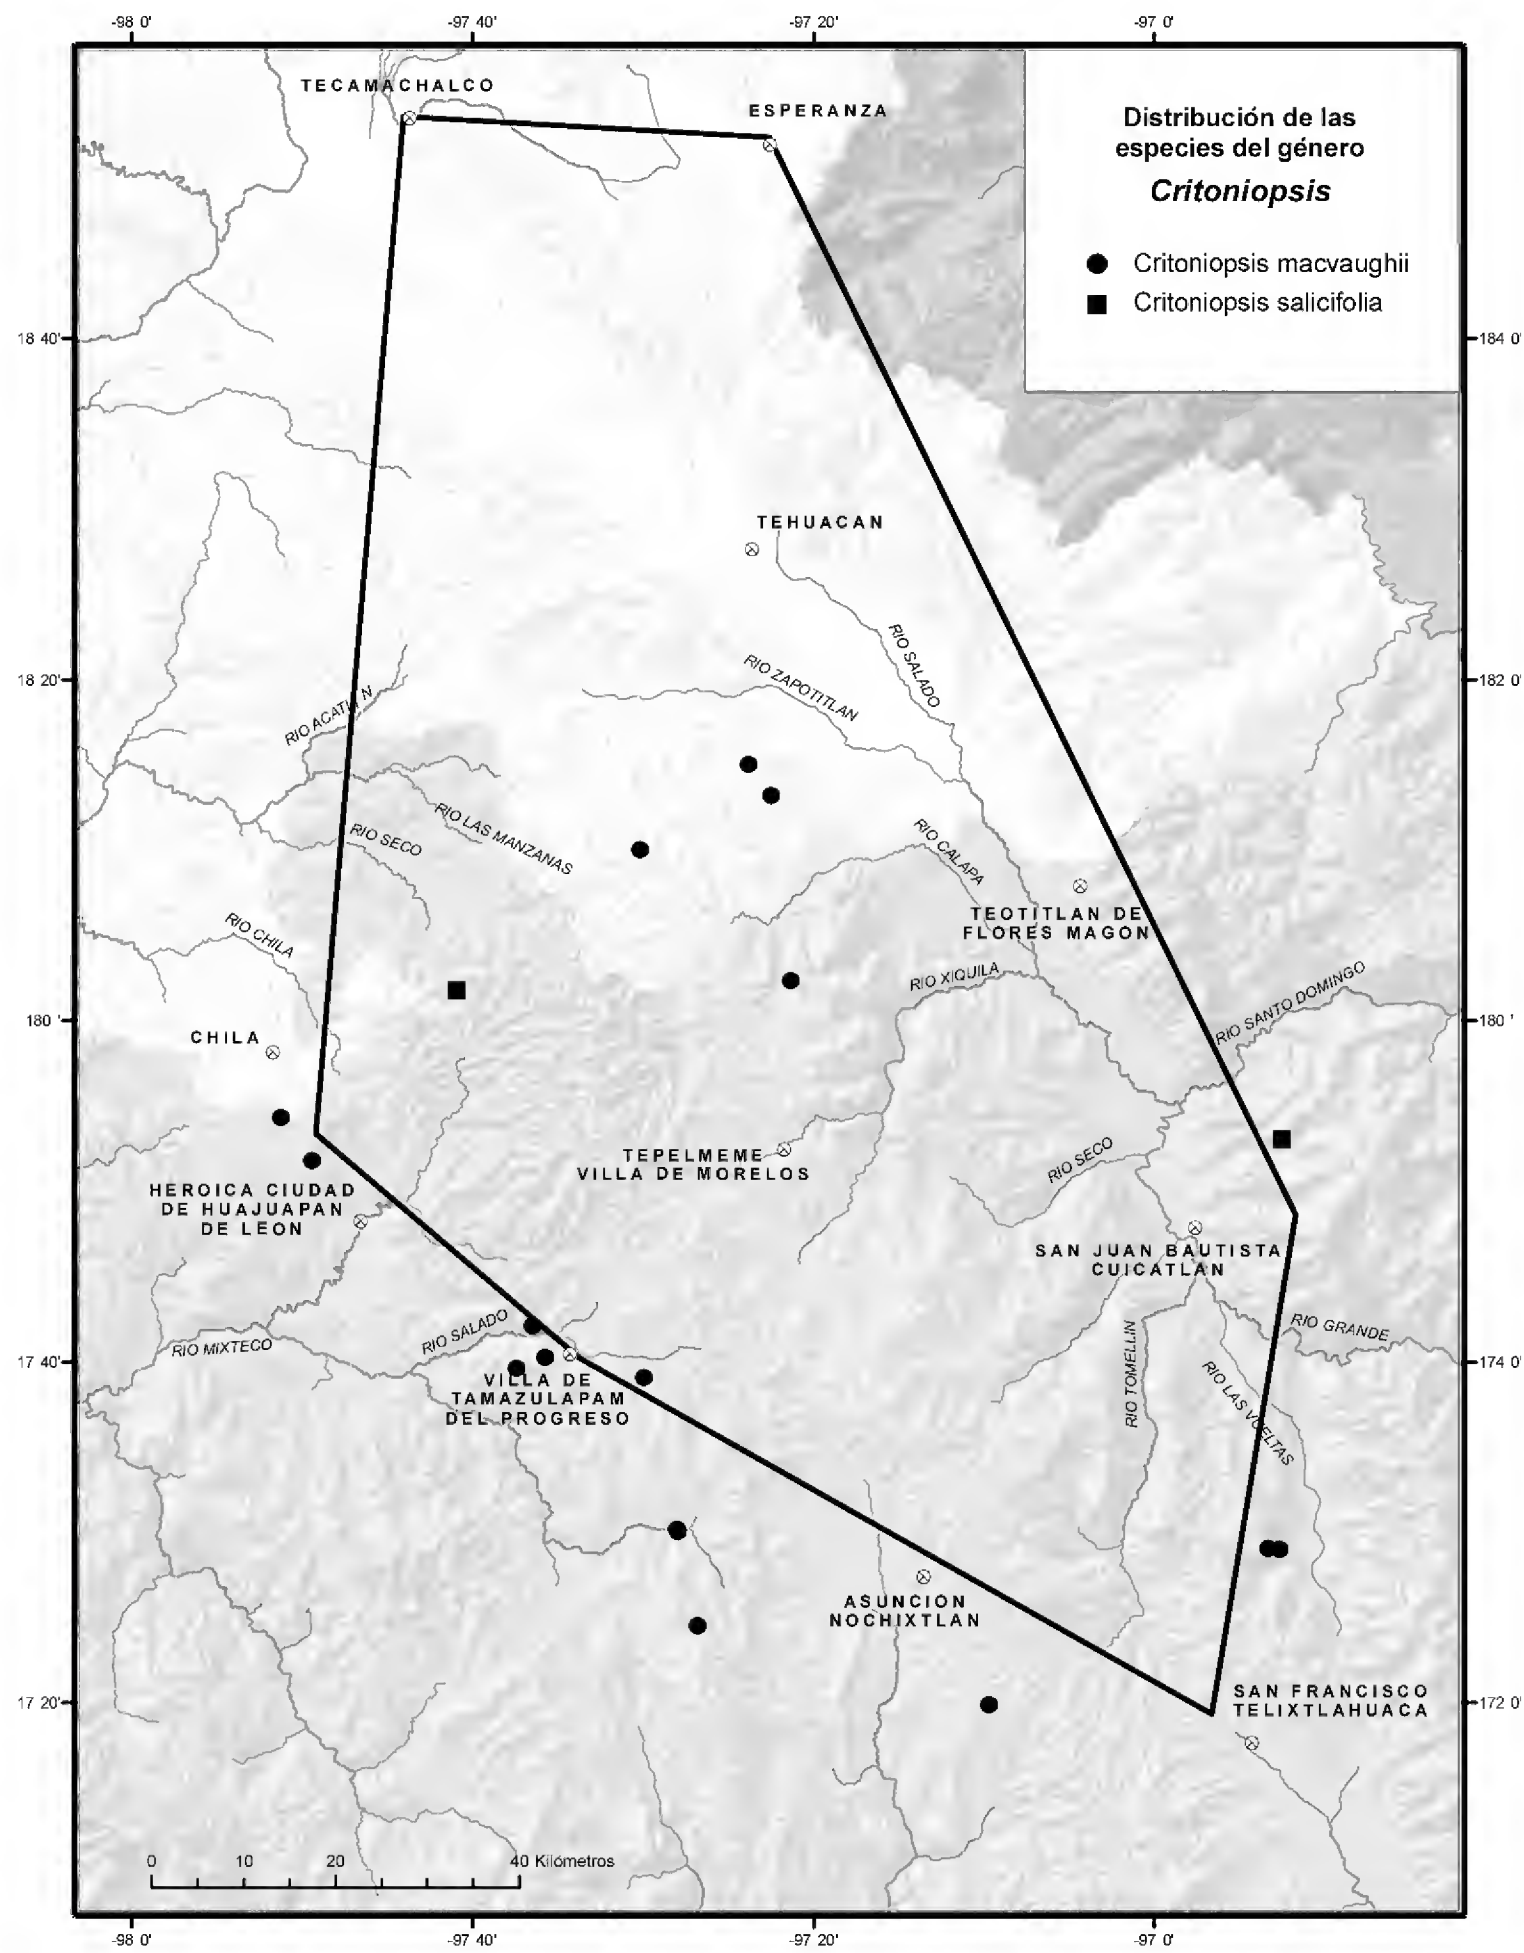 -98 0'
-97 40'
-97 20'
-97 0'
TECAMACHALCO
ESPERANZA
Distribución de las
especies del género
Critoniopsis
Critoniopsis macvaughii
Critoniopsis salicifolia
18 40'
184 0'
TEHUACAN
RIO SALADO
18 20'
182 0'
RIO ZAPOTITLAN
RIO ACATL N
RIO LAS MANZANAS
RIO SECO
RIO CALAPA
TEOTITLAN DE
FLORES MAGON
RIO CHILA
RIO XIQUILA
RIO SANTO DOMINGO
180 '
180 '
CHILA
TEPELMEME
VILLA DE MORELOS
RIO SECO
HEROICA CIUDAD
DE HUAJUAPAN
DE LEON
SAN JUAN BAUTISTA
CUICATLAN
RIO SALADO
RIO MIXTECO
RIO GRANDE
17 40'
174 0'
RIO TOMELLIN
RIO LAS VUELTAS
VILLA DE
TAMAZULAPAM
DEL PROGRESO
ASUNCION
NOCHIXTLAN
17 20'
172 0'
SAN FRANCISCO
TELIXTLAHUACA
0 10 20 40 Kilómetros
-98 0'
-97 40'
-97 20'
-97 0'